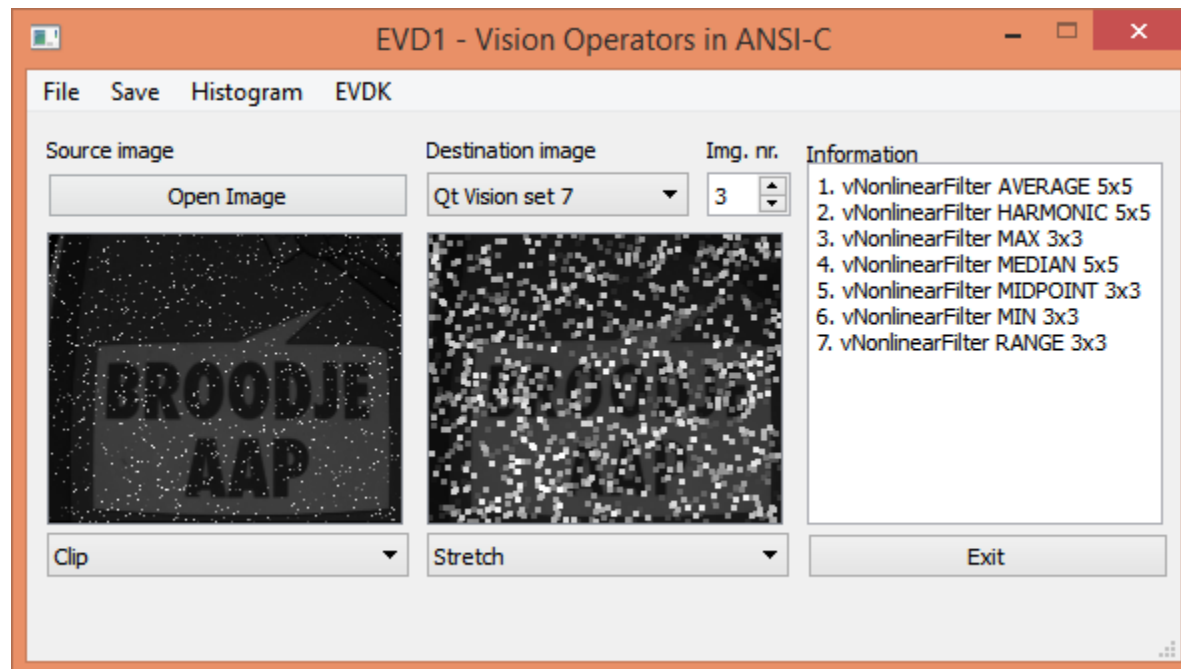 EVD1 - Vision Operators in ANSI-C
File Save Histogram EVDK
Source image
Open Image
BROODJE
AAP
Clip
Destination image
Img. nr.
Qt Vision set 7
3
BROODJE
AAP
Stretch
Information
1. vNonlinearFilter AVERAGE 5x5
2. vNonlinearFilter HARMONIC 5x5
3. vNonlinearFilter MAX 3x3
4. vNonlinearFilter MEDIAN 5x5
5. vNonlinearFilter MIDPOINT 3x3
6. vNonlinearFilter MIN 3x3
7. vNonlinearFilter RANGE 3x3
Exit